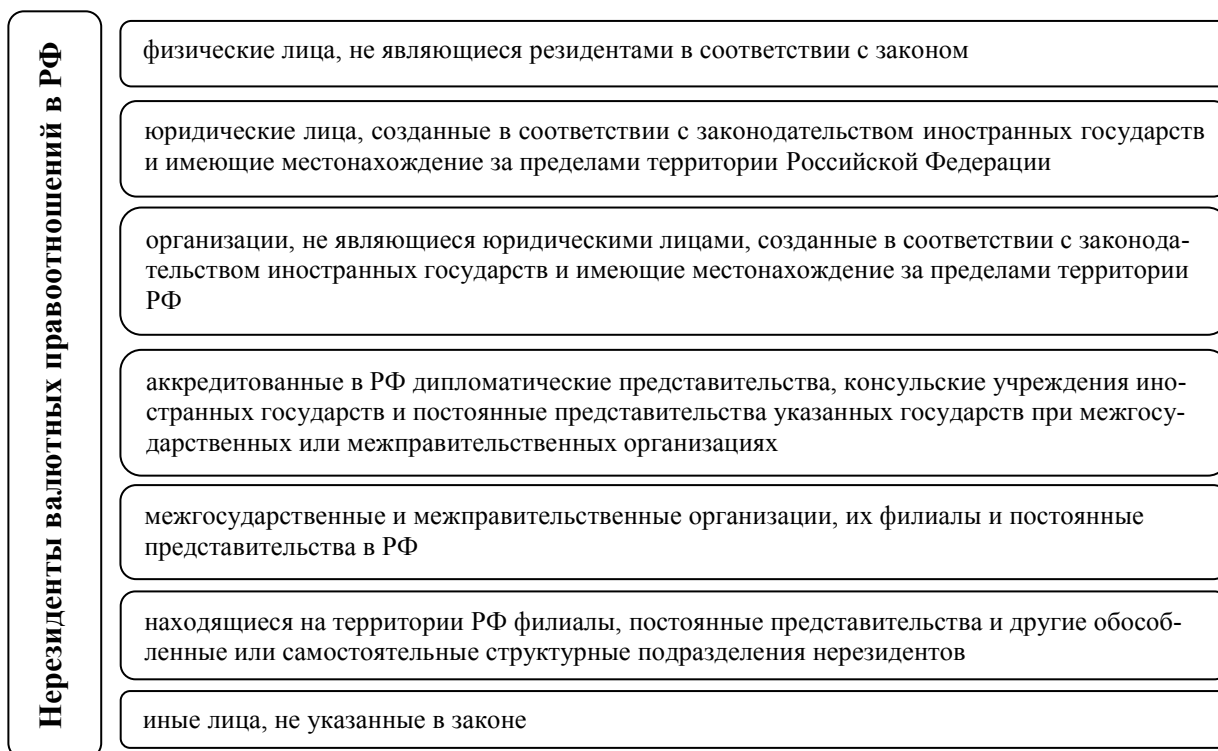 Нерезиденты валютных правоотношений в РФ
физические лица, не являющиеся резидентами в соответствии с законом
юридические лица, созданные в соответствии с законодательством иностранных государств
и имеющие местонахождение за пределами территории Российской Федерации
организации, не являющиеся юридическими лицами, созданные в соответствии с законода-
тельством иностранных государств и имеющие местонахождение за пределами территории
РФ
аккредитованные в РФ дипломатические представительства, консульские учреждения ино-
странных государств и постоянные представительства указанных государств при межгосу-
дарственных или межправительственных организациях
межгосударственные и межправительственные организации, их филиалы и постоянные
представительства в РФ
находящиеся на территории РФ филиалы, постоянные представительства и другие обособ-
ленные или самостоятельные структурные подразделения нерезидентов
иные лица, не указанные в законе